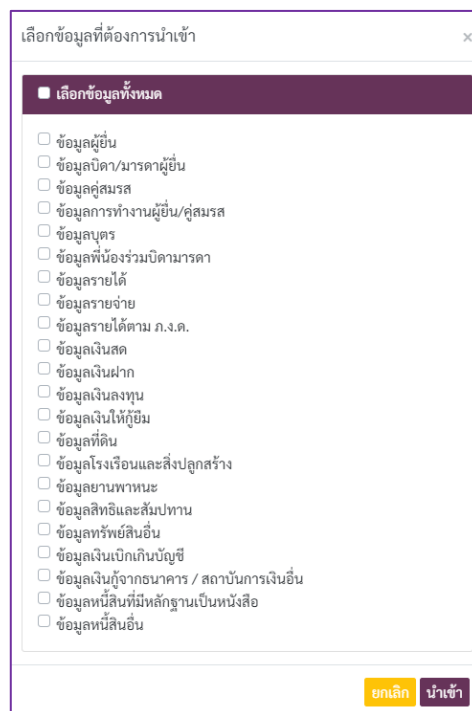 เลือกข้อมูลที่ต้องการนำเข้า ×
เลือกข้อมูลทั้งหมด
ข้อมูลผู้ยื่น
ข้อมูลบิดา/มารดาผู้ยื่น
ข้อมูลคู่สมรส
ข้อมูลการทำงานผู้ยื่น/คู่สมรส
ข้อมูลบุตร
ข้อมูลพี่น้องร่วมบิดามารดา
ข้อมูลรายได้
ข้อมูลรายจ่าย
ข้อมูลรายได้ตาม ภ.ง.ด.
ข้อมูลเงินสด
ข้อมูลเงินฝาก
ข้อมูลเงินลงทุน
ข้อมูลเงินให้กู้ยืม
ข้อมูลที่ดิน
ข้อมูลโรงเรือนและสิ่งปลูกสร้าง
ข้อมูลยานพาหนะ
ข้อมูลสิทธิและสัมปทาน
ข้อมูลทรัพย์สินอื่น
ข้อมูลเงินเบิกเกินบัญชี
ข้อมูลเงินกู้จากธนาคาร / สถาบันการเงินอื่น
ข้อมูลหนี้สินที่มีหลักฐานเป็นหนังสือ
ข้อมูลหนี้สินอื่น
ยกเลิก นำเข้า